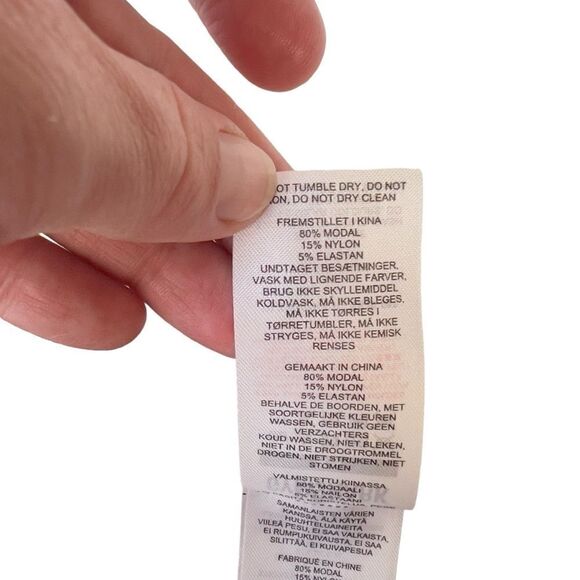 OT TUMBLE DRY, DO NOT
ON, DO NOT DRY CLEAN
FREMSTILLET I KINA
80% MODAL
15% NYLON
5% ELASTAN
UNDTAGET BESÆTNINGER,
VASK MED LIGNENDE FARVER,
BRUG IKKE SKYLLEMIDDEL
KOLDVASK, MÅ IKKE BLEGES,
MÅ IKKE TØRRES I
TØRRETUMBLER, MÅ IKKE
STRYGES, MÅ IKKE KEMISK
RENSES
GEMAAKT IN CHINA
80% MODAL
15% NYLON
5% ELASTAN
BEHALVE DE BOORDEN, MET
SOORTGELIJKE KLEUREN
WASSEN, GEBRUIK GEEN
VERZACHTERS
KOUD WASSEN, NIET BLEKEN,
NIET IN DE DROOGTROMMEL
DROGEN, NIET STRIJKEN, NIET
STOMEN
VALMISTETTU KIINASSA
80% MODAALI
15% NAILON
5% ELASTAANI
SAMANLAISTEN VÄRIEN
KANSSA, ÄLÄ KÄYTÄ
HUUHTELUAINEITA
VIILEÄ PESU, EI SAA VALKAISTA,
EI RUMPUKUIVAUSTA, EI SAA
SILITTÄÄ, EI KUIVAPESUA
FABRIQUÉ EN CHINE
80% MODAL
15% NYLON